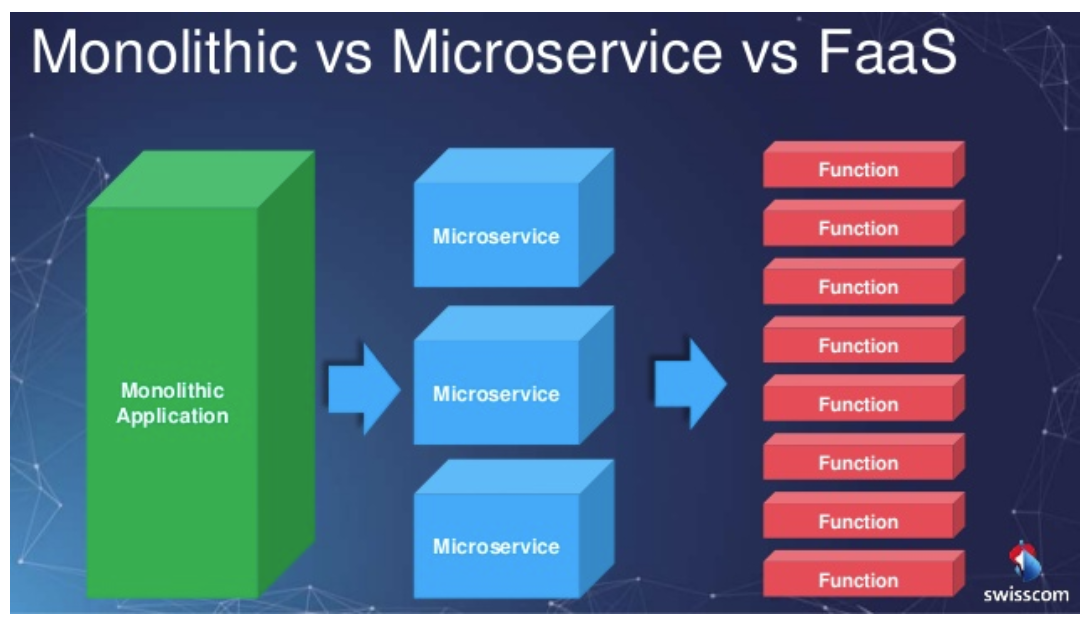 Monolithic vs Microservice vs FaaS
Monolithic
Application
Microservice
Microservice
Microservice
Function
Function
Function
Function
Function
Function
Function
Function
swisscom